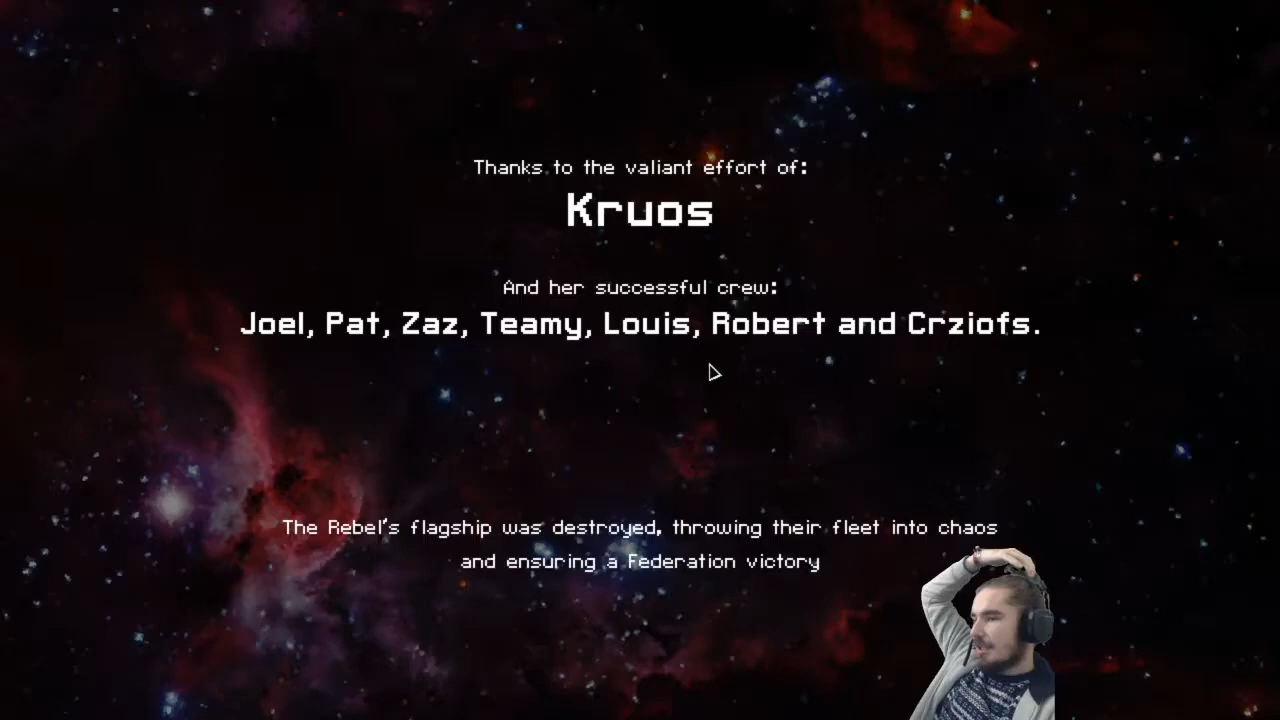 Thanks to the valiant effort of:
Kruos
And her successful crew:
Joel, Pat, Zaz, Teamy, Louis, Robert and Crziofs.
The Rebel's flagship was destroyed, throwing their fleet into chaos
and ensuring a Federation victory